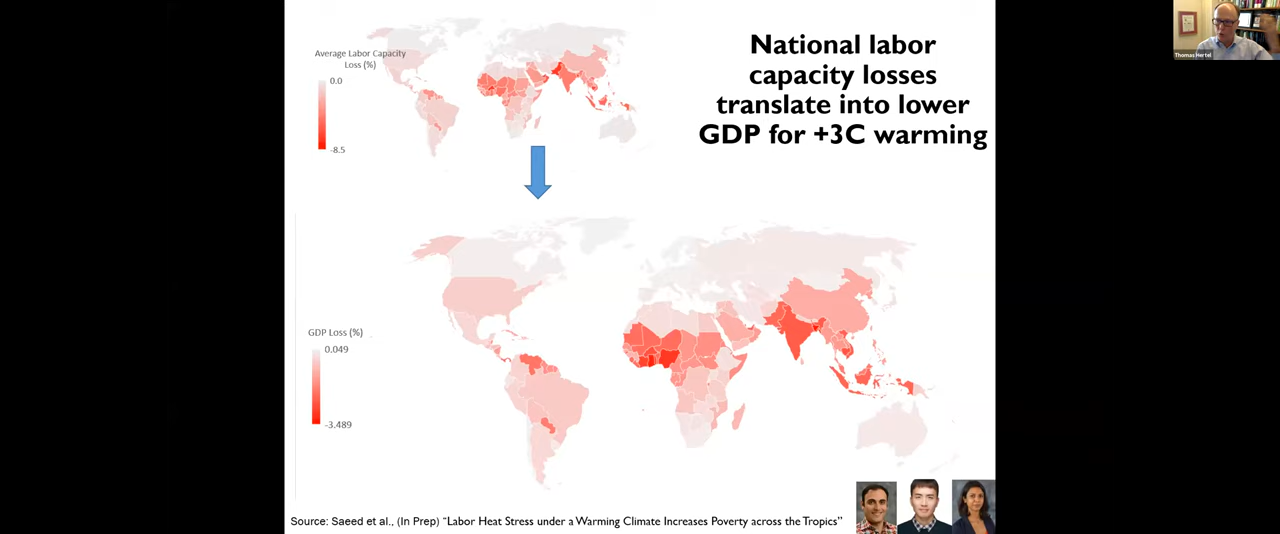 National labor
capacity losses
translate into lower
GDP for +3C warming
Thomas Hertel
Average Labor Capacity
Loss (%)
0.0
-8.5
GDP Loss (%)
0.049
-3.489
Source: Saeed et al., (In Prep) “Labor Heat Stress under a Warming Climate Increases Poverty across the Tropics”